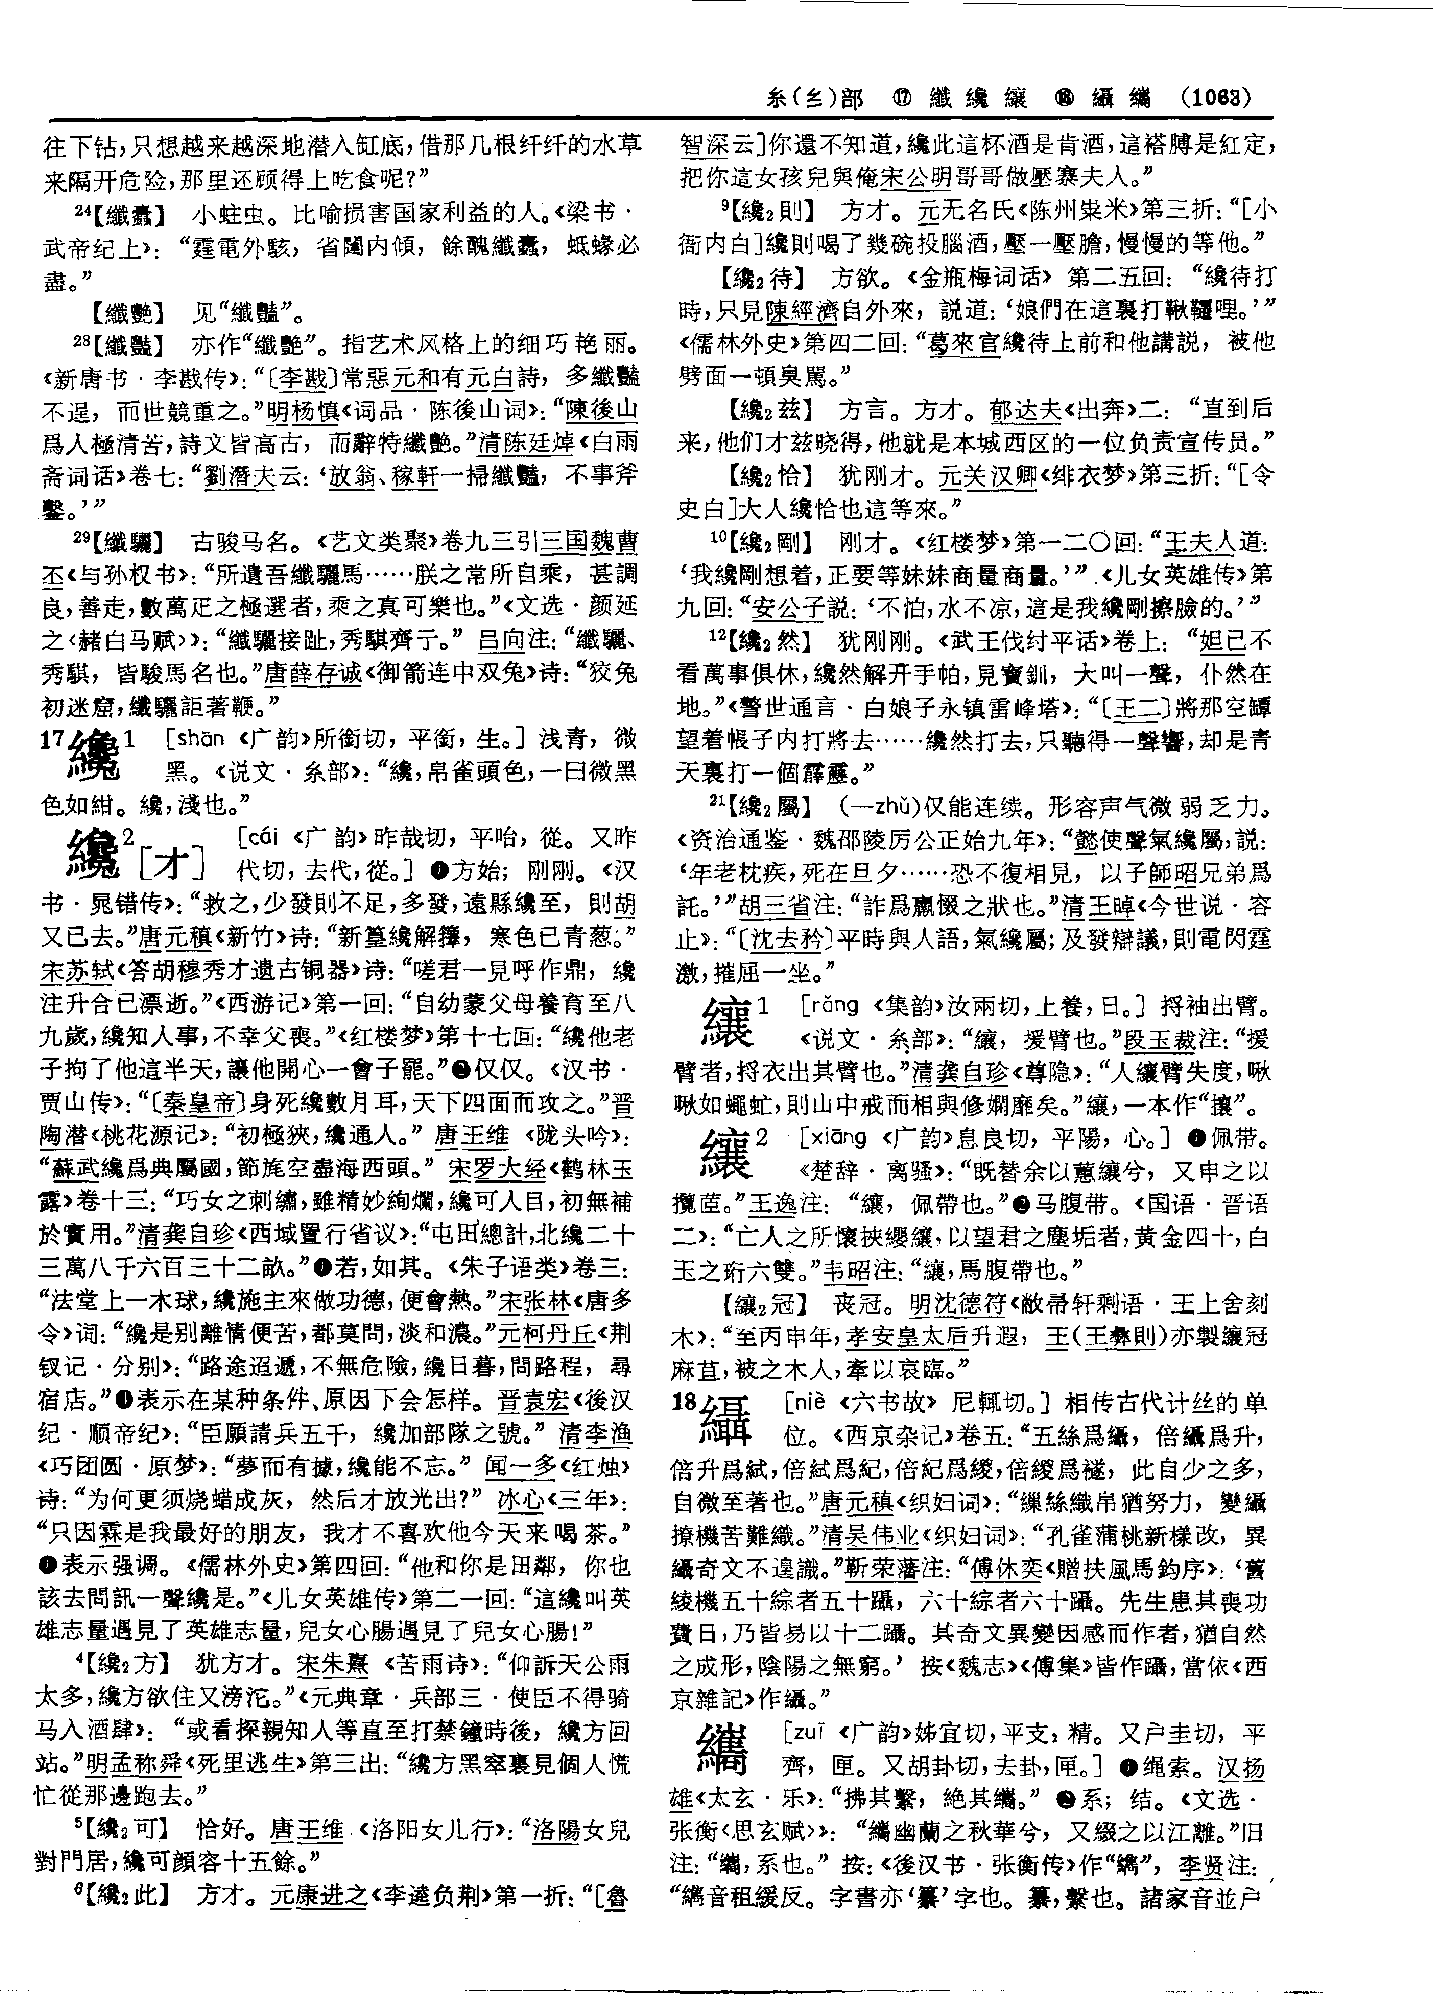 糸(纟)部 ⑰ 纖纔纕 ⑱ 繓纗 (1063)
往下钻,只想越来越深地潜入缸底,借那几根纤纤的水草
来隔开危险,那里还顾得上吃食呢?”
24【纖蠹】 小蛀虫。比喻损害国家利益的人。《梁书·
武帝纪上》:“霆電外駭,省闥内傾,餘醜纖蠹,蚳蝝必
盡。”
【纖艷】 见“纖豔”。
28【纖豔】 亦作“纖艷”。指艺术风格上的细巧艳丽。
《新唐书·李戡传》:“〔李戡〕常惡元和有元白詩,多纖豔
不逞,而世競重之。”明杨慎《词品·陈後山词》:“陳後山
爲人極清苦,詩文皆高古,而辭特纖艷。”清陈廷焯《白雨
斋词话》卷七:“劉潛夫云:‘放翁、稼軒一掃纖豔,不事斧
鑿。’”
29【纖驪】 古骏马名。《艺文类聚》卷九三引三国魏曹
丕《与孙权书》:“所遺吾纖驪馬……朕之常所自乘,甚調
良,善走,數萬疋之極選者,乘之真可樂也。”《文选·颜延
之〈赭白马赋〉》:“纖驪接趾,秀騏齊亍。”吕向注:“纖驪、
秀騏,皆駿馬名也。”唐薛存诚《御箭连中双兔》诗:“狡兔
初迷窟,纖驪詎著鞭。”
17 纔1 [shān 《广韵》所銜切,平銜,生。] 浅青,微
黑。《说文·糸部》:“纔,帛雀頭色,一曰微黑
色如紺。纔,淺也。”
纔2[才] [cái 《广韵》昨哉切,平咍,從。又昨
代切,去代,從。] ❶方始;刚刚。《汉
书·晁错传》:“救之,少發則不足,多發,遠縣纔至,則胡
又已去。”唐元稹《新竹》诗:“新篁纔解籜,寒色已青葱。”
宋苏轼《答胡穆秀才遗古铜器》诗:“嗟君一見呼作鼎,纔
注升合已漂逝。”《西游记》第一回:“自幼蒙父母養育至八
九歲,纔知人事,不幸父喪。”《红楼梦》第十七回:“纔他老
子拘了他這半天,讓他開心一會子罷。”❷仅仅。《汉书·
贾山传》:“〔秦皇帝〕身死纔數月耳,天下四面而攻之。”晋
陶潜《桃花源记》:“初極狹,纔通人。”唐王维《陇头吟》:
“蘇武纔爲典屬國,節旄空盡海西頭。”宋罗大经《鹤林玉
露》卷十三:“巧女之刺繡,雖精妙絢爛,纔可人目,初無補
於實用。”清龚自珍《西域置行省议》:“屯田總計,北纔二十
三萬八千六百三十二畝。”❸若,如其。《朱子语类》卷三:
“法堂上一木球,纔施主來做功德,便會熱。”宋张林《唐多
令》词:“纔是别離情便苦,都莫問,淡和濃。”元柯丹丘《荆
钗记·分别》:“路途迢遞,不無危險,纔日暮,問路程,尋
宿店。”❹表示在某种条件、原因下会怎样。晋袁宏《後汉
纪·顺帝纪》:“臣願請兵五千,纔加部隊之號。”清李渔
《巧团圆·原梦》:“夢而有據,纔能不忘。”闻一多《红烛》
诗:“为何更须烧蜡成灰,然后才放光出?”冰心《三年》:
“只因霖是我最好的朋友,我才不喜欢他今天来喝茶。”
❺表示强调。《儒林外史》第四回:“他和你是田鄰,你也
該去問訊一聲纔是。”《儿女英雄传》第二一回:“這纔叫英
雄志量遇見了英雄志量,兒女心腸遇見了兒女心腸!”
4【纔2方】 犹方才。宋朱熹《苦雨诗》:“仰訴天公雨
太多,纔方欲住又滂沱。”《元典章·兵部三·使臣不得骑
马入酒肆》:“或看探親知人等直至打禁鐘時後,纔方回
站。”明孟称舜《死里逃生》第三出:“纔方黑窣裏見個人慌
忙從那邊跑去。”
5【纔2可】 恰好。唐王维《洛阳女儿行》:“洛陽女兒
對門居,纔可顔容十五餘。”
6【纔2此】 方才。元康进之《李逵负荆》第一折:“[魯
智深云]你還不知道,纔此這杯酒是肯酒,這褡膊是紅定,
把你這女孩兒與俺宋公明哥哥做壓寨夫人。”
9【纔2則】 方才。元无名氏《陈州粜米》第三折:“[小
衙内白]纔則喝了幾碗投腦酒,壓一壓膽,慢慢的等他。”
【纔2待】 方欲。《金瓶梅词话》第二五回:“纔待打
時,只見陳經濟自外來,説道:‘娘們在這裏打鞦韆哩。’”
《儒林外史》第四二回:“葛來官纔待上前和他講説,被他
劈面一頓臭駡。”
【纔2兹】 方言。方才。郁达夫《出奔》二:“直到后
来,他们才兹晓得,他就是本城西区的一位负责宣传员。”
【纔2恰】 犹刚才。元关汉卿《绯衣梦》第三折:“[令
史白]大人纔恰也這等來。”
10【纔2剛】 刚才。《红楼梦》第一二〇回:“王夫人道:
‘我纔剛想着,正要等妹妹商量商量。’”《儿女英雄传》第
九回:“安公子説:‘不怕,水不凉,這是我纔剛擦臉的。’”
12【纔2然】 犹刚刚。《武王伐纣平话》卷上:“妲己不
看萬事俱休,纔然解开手帕,見寳釧,大叫一聲,仆然在
地。”《警世通言·白娘子永镇雷峰塔》:“〔王二〕將那空罈
望着帳子内打將去……纔然打去,只聽得一聲響,却是青
天裏打一個霹靂。”
21【纔2屬】 (—zhǔ)仅能连续。形容声气微弱乏力。
《资治通鉴·魏邵陵厉公正始九年》:“懿使聲氣纔屬,説:
‘年老枕疾,死在旦夕……恐不復相見,以子師昭兄弟爲
託。’”胡三省注:“詐爲羸惙之狀也。”清王晫《今世说·容
止》:“〔沈去矜〕平時與人語,氣纔屬;及發辯議,則電閃霆
激,摧屈一坐。”
纕1 [rǎng 《集韵》汝兩切,上養,日。] 捋袖出臂。
《说文·糸部》:“纕,援臂也。”段玉裁注:“援
臂者,捋衣出其臂也。”清龚自珍《尊隐》:“人纕臂失度,啾
啾如蠅虻,則山中戒而相與修嫻靡矣。”纕,一本作“攘”。
纕2 [xiāng 《广韵》息良切,平陽,心。] ❶佩带。
《楚辞·离骚》:“既替余以蕙纕兮,又申之以
攬茝。”王逸注:“纕,佩帶也。”❷马腹带。《国语·晋语
二》:“亡人之所懷挾纓纕,以望君之塵垢者,黄金四十,白
玉之珩六雙。”韦昭注:“纕,馬腹帶也。”
【纕2冠】 丧冠。明沈德符《敝帚轩剩语·王上舍刻
木》:“至丙申年,孝安皇太后升遐,王(王彝則)亦製纕冠
麻苴,被之木人,牽以哀臨。”
18 繓 [niè 《六书故》尼輒切。] 相传古代计丝的单
位。《西京杂记》卷五:“五絲爲繓,倍繓爲升,
倍升爲緎,倍緎爲紀,倍紀爲緵,倍緵爲襚,此自少之多,
自微至著也。”唐元稹《织妇词》:“繅絲織帛猶努力,變繓
撩機苦難織。”清吴伟业《织妇词》:“孔雀蒲桃新樣改,異
繓奇文不遑識。”靳荣藩注:“傅休奕《贈扶風馬鈞序》:‘舊
綾機五十綜者五十躡,六十綜者六十躡。先生患其喪功
費日,乃皆易以十二躡。其奇文異變因感而作者,猶自然
之成形,陰陽之無窮。’按《魏志》《傅集》皆作躡,當依《西
京雜記》作繓。”
纗 [zuī 《广韵》姊宜切,平支,精。又户圭切,平
齊,匣。又胡卦切,去卦,匣。] ❶绳索。汉扬
雄《太玄·乐》:“拂其繫,絶其纗。”❷系;结。《文选·
张衡〈思玄赋〉》:“纗幽蘭之秋華兮,又綴之以江離。”旧
注:“纗,系也。”按:《後汉书·张衡传》作“纗”,李贤注:
“纗音租緩反。字書亦‘纂’字也。纂,繫也。諸家音並户